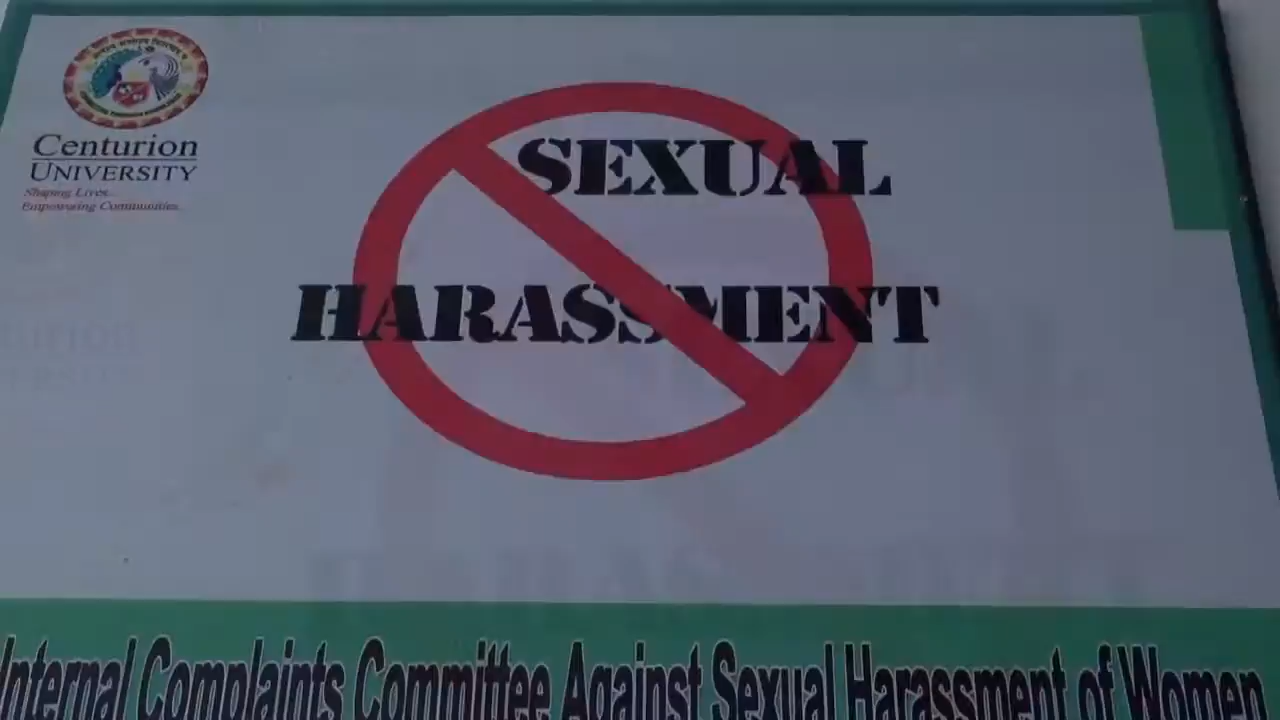 Centurion
UNIVERSITY
Shaping Lives...
Empowering Communities...
SEXUAL
HARASSMENT
Internal Complaints Committee Against Sexual Harassment of Women